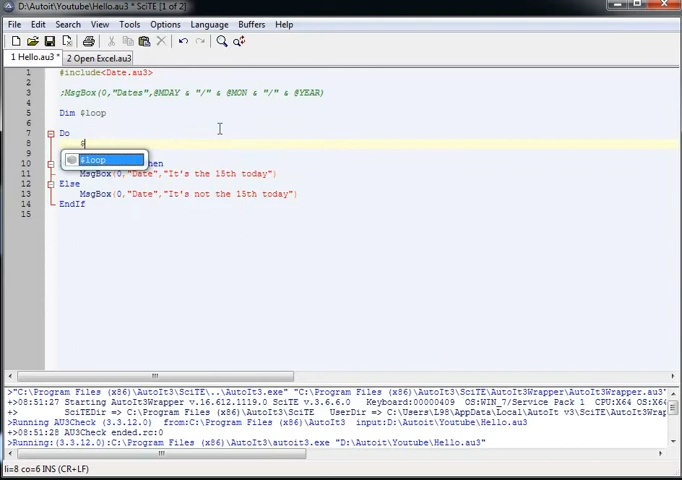 D:\Autoit\Youtube\Hello.au3 * SciTE [1 of 2]
File Edit Search View Tools Options Language Buffers Help
1 Hello.au3 * 2 Open Excel.au3
1 #include<Date.au3>
2
3 ;MsgBox(0,"Dates",@MDAY & "/" & @MON & "/" & @YEAR)
4
5 Dim $loop
6
7 Do
8
9
$loop
10 hen
11 MsgBox(0,"Date","It's the 15th today")
12 Else
13 MsgBox(0,"Date","It's not the 15th today")
14 EndIf
15
>"C:\Program Files (x86)\AutoIt3\SciTE\..\AutoIt3.exe" "C:\Program Files (x86)\AutoIt3\SciTE\AutoIt3Wrapper\AutoIt3Wrapper.au3"
+>08:51:27 Starting AutoIt3Wrapper v.16.612.1119.0 SciTE v.3.6.6.0 Keyboard:00000409 OS:WIN_7/Service Pack 1 CPU:X64 OS:X6
+> SciTEDir => C:\Program Files (x86)\AutoIt3\SciTE UserDir => C:\Users\L98\AppData\Local\AutoIt v3\SciTE\AutoIt3Wrap
>Running AU3Check (3.3.12.0) from:C:\Program Files (x86)\AutoIt3 input:D:\Autoit\Youtube\Hello.au3
+>08:51:28 AU3Check ended.rc:0
>Running:(3.3.12.0):C:\Program Files (x86)\AutoIt3\autoit3.exe "D:\Autoit\Youtube\Hello.au3"
li=8 co=6 INS (CR+LF)